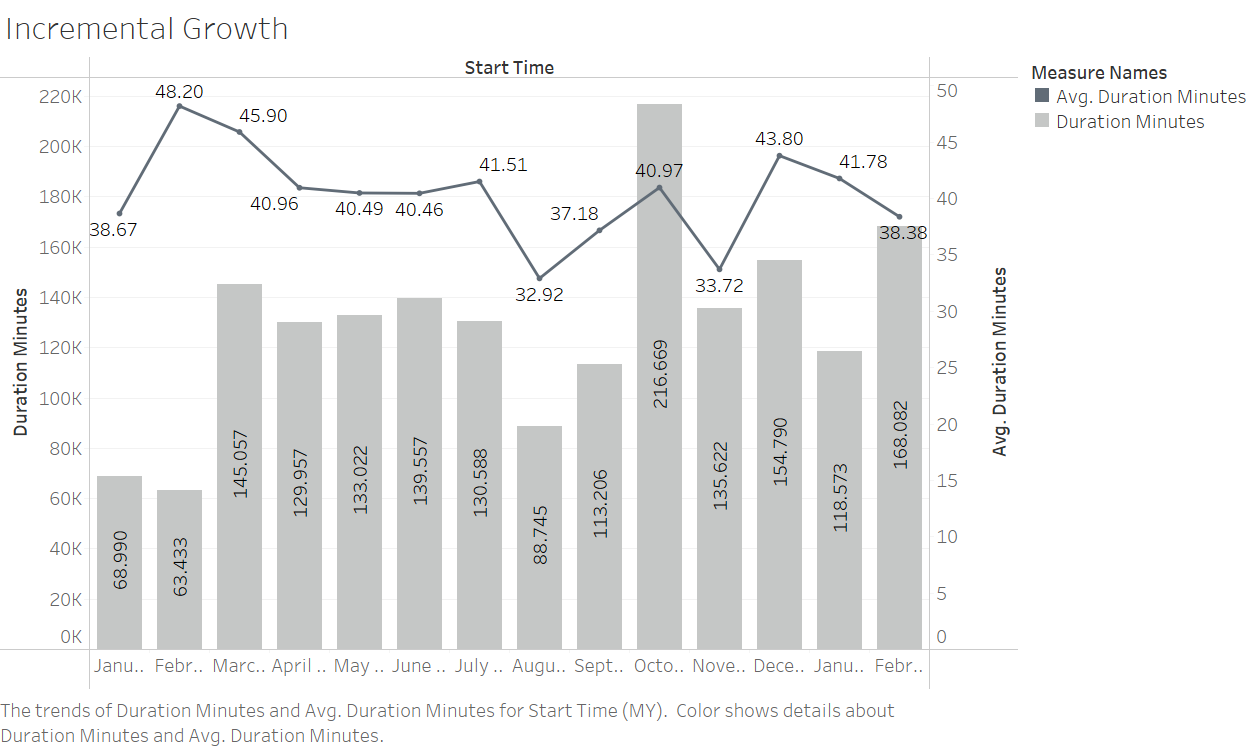 Incremental Growth
Start Time
Measure Names
Avg. Duration Minutes
Duration Minutes
Duration Minutes
220K
200K
180K
160K
140K
120K
100K
80K
60K
40K
20K
0K
38.67
48.20
45.90
40.96
40.49
40.46
41.51
32.92
37.18
40.97
33.72
43.80
41.78
38.38
68.990
63.433
145.057
129.957
133.022
139.557
130.588
88.745
113.206
216.669
135.622
154.790
118.573
168.082
50
45
40
35
30
25
20
15
10
5
0
Avg. Duration Minutes
Janu.. Febr.. Marc.. April .. May .. June .. July .. Augu.. Sept.. Octo.. Nove.. Dece.. Janu.. Febr..
The trends of Duration Minutes and Avg. Duration Minutes for Start Time (MY).  Color shows details about
Duration Minutes and Avg. Duration Minutes.